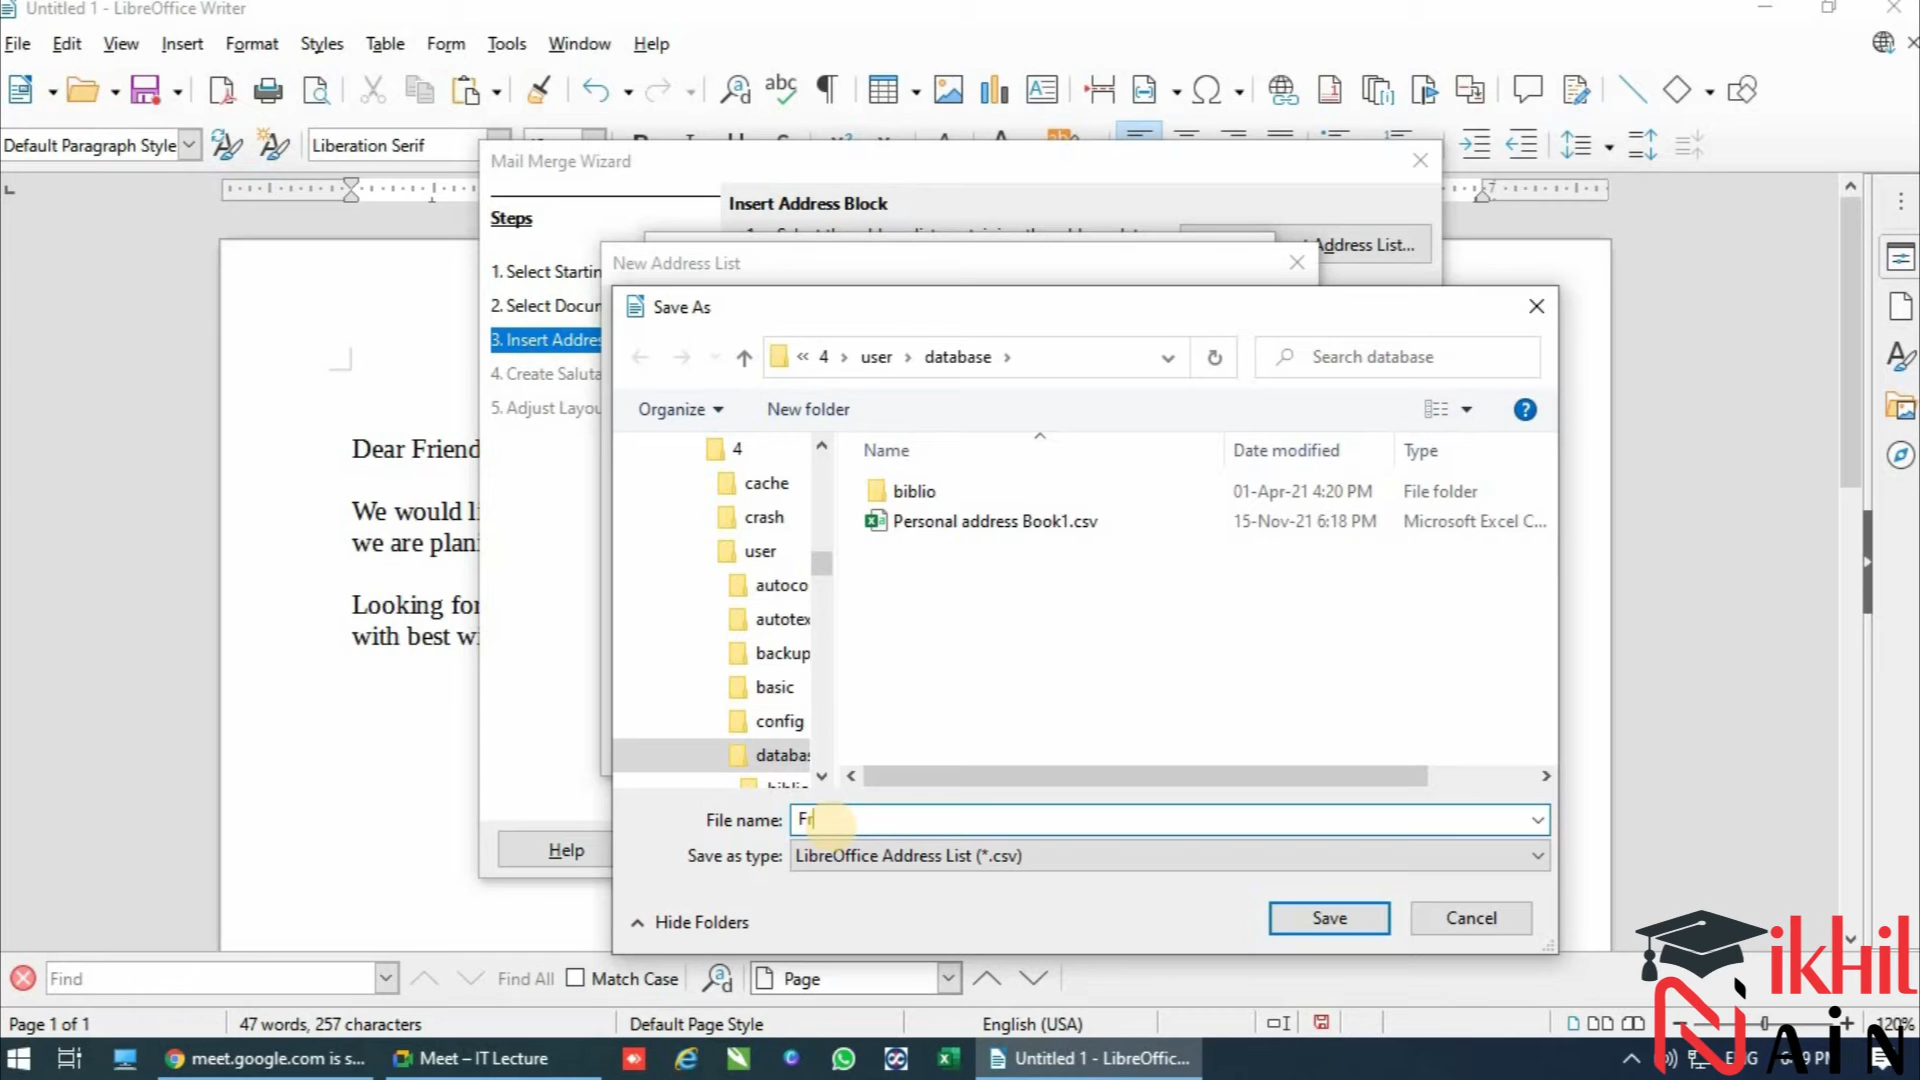 Untitled 1 - LibreOffice Writer
File Edit View Insert Format Styles Table Form Tools Window Help
Default Paragraph Style Liberation Serif
Mail Merge Wizard
Steps
Insert Address Block
Address List...
1. Select Startin
2. Select Docur
3. Insert Addres
4. Create Saluta
5. Adjust Layou
Help
New Address List
Save As
« 4 › user › database ›
Search database
Organize New folder
4
cache
crash
user
autoco
autotex
backup
basic
config
databa
Name Date modified Type
biblio 01-Apr-21 4:20 PM File folder
Personal address Book1.csv 15-Nov-21 6:18 PM Microsoft Excel C...
File name: Fr
Save as type: LibreOffice Address List (*.csv)
Hide Folders Save Cancel
Dear Friend
We would li
we are plani
Looking for
with best wi
Find Find All Match Case Page
Page 1 of 1 47 words, 257 characters Default Page Style English (USA) 120%
meet.google.com is s... Meet – IT Lecture Untitled 1 - LibreOffic...
ikhil
NAiN